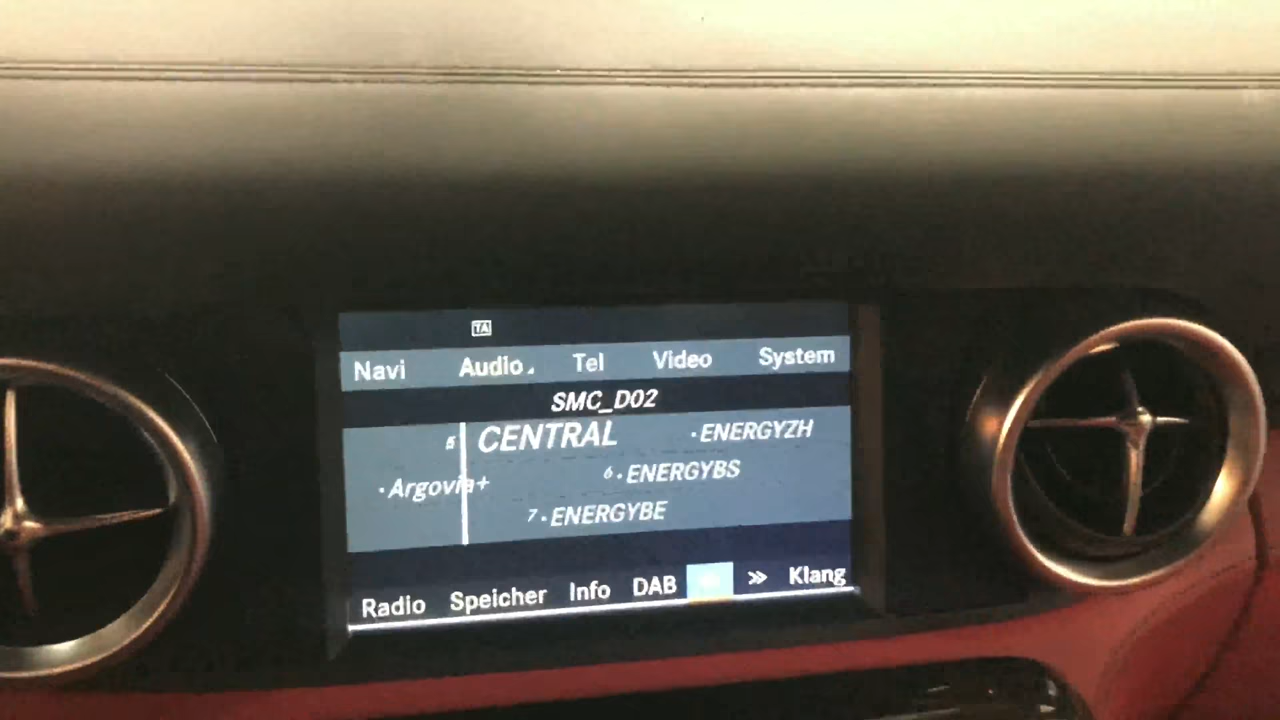 TA
Navi Audio Tel Video System
SMC_D02
5 CENTRAL ·ENERGYZH
·Argovia+ 6·ENERGYBS
7·ENERGYBE
Radio Speicher Info DAB >> Klang